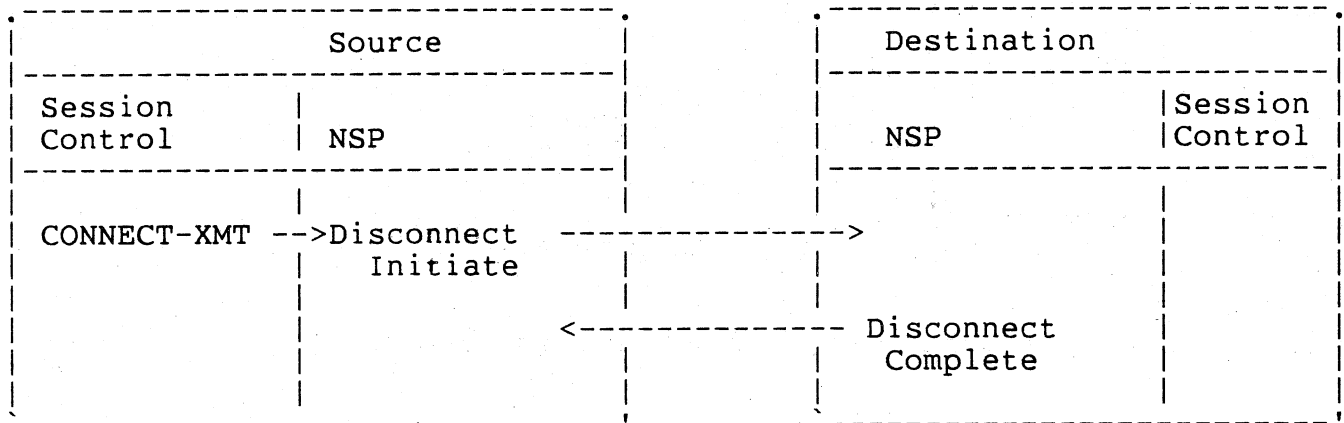 Source Destination
Session |Session
Control NSP NSP |Control
CONNECT-XMT -->Disconnect -------------->
Initiate
<-------------- Disconnect
Complete